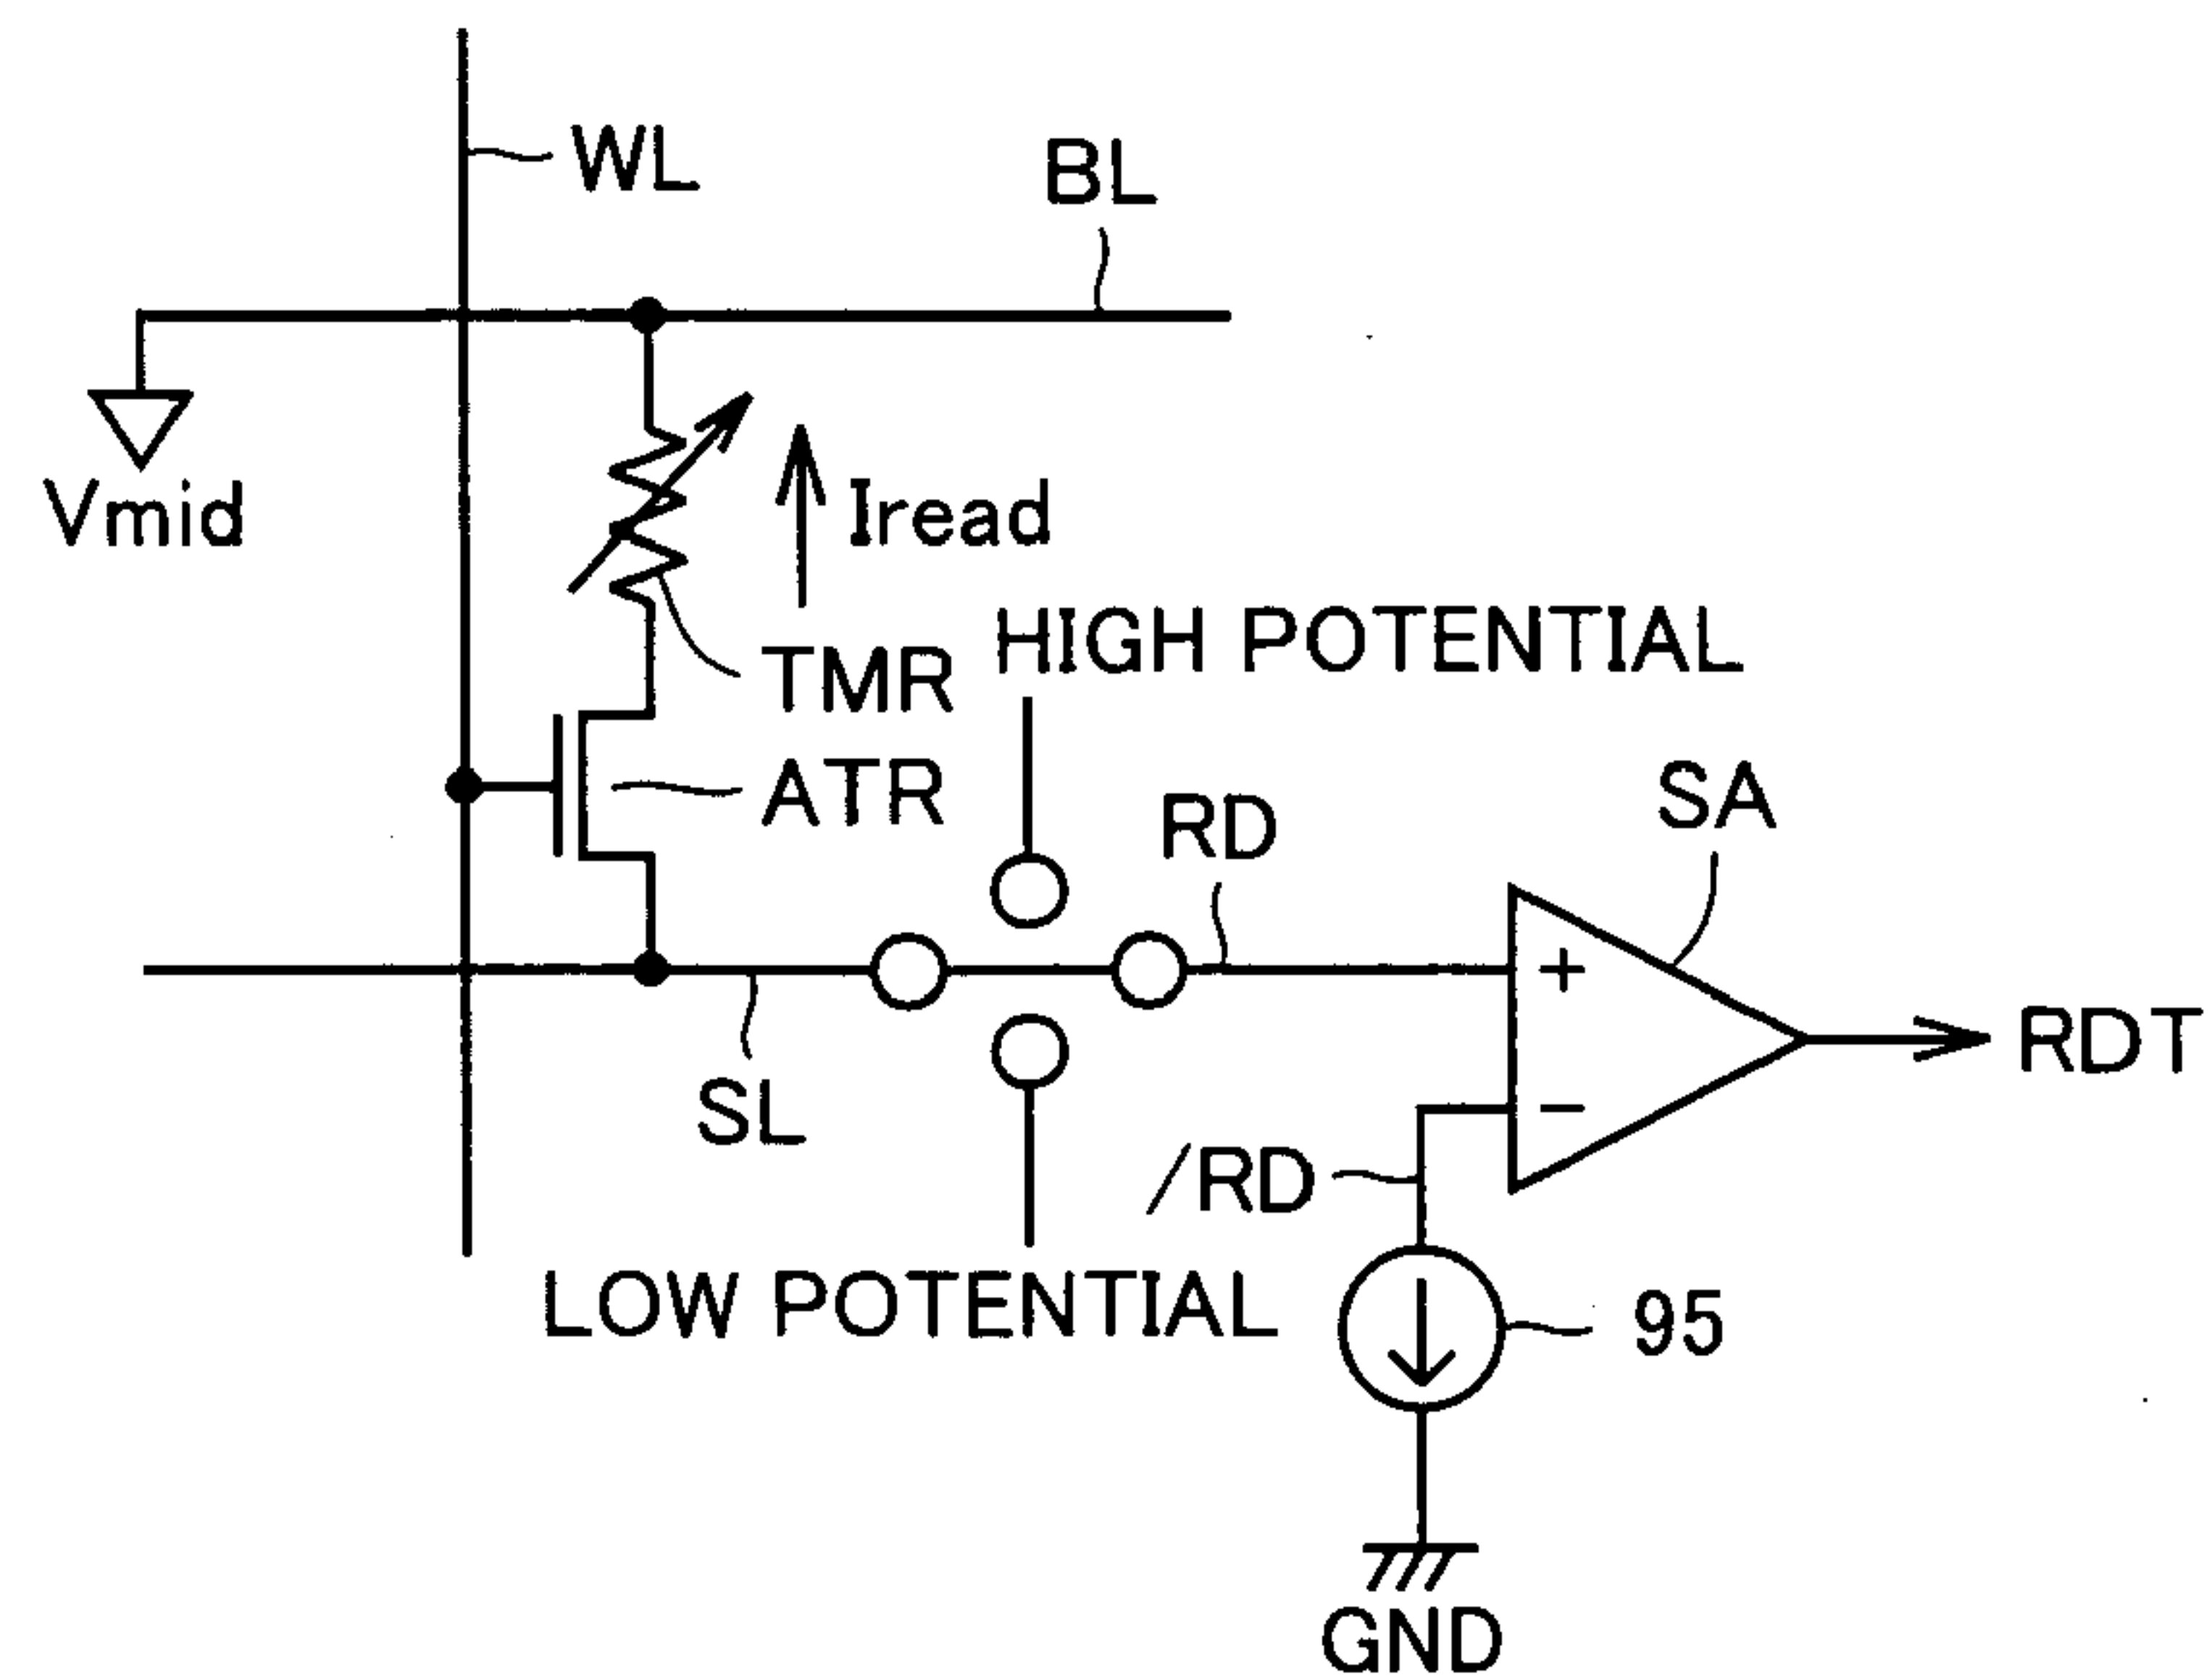 WL
BL
Vmid
Iread
HIGH POTENTIAL
TMR
ATR
RD
SA
+
RDT
SL
−
/RD
LOW POTENTIAL
95
GND